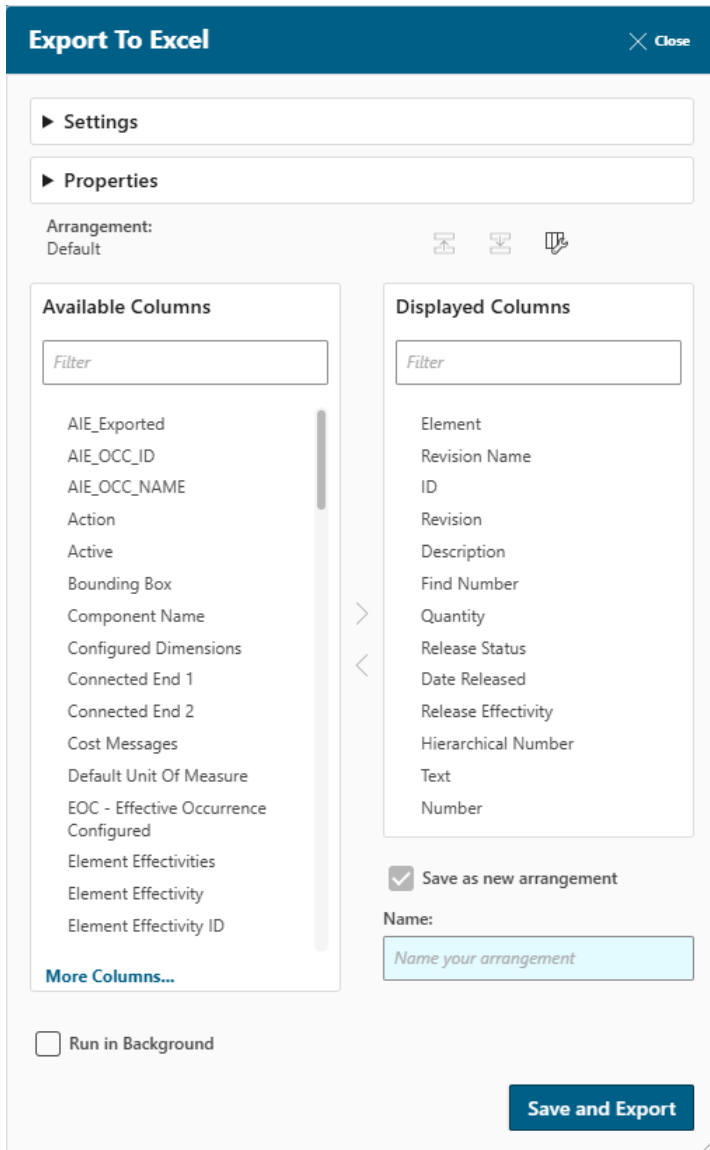 Export To Excel
Close
Settings
Properties
Arrangement:
Default
Available Columns
Filter
AIE_Exported
AIE_OCC_ID
AIE_OCC_NAME
Action
Active
Bounding Box
Component Name
Configured Dimensions
Connected End 1
Connected End 2
Cost Messages
Default Unit Of Measure
EOC - Effective Occurrence
Configured
Element Effectivities
Element Effectivity
Element Effectivity ID
More Columns...
Displayed Columns
Filter
Element
Revision Name
ID
Revision
Description
Find Number
Quantity
Release Status
Date Released
Release Effectivity
Hierarchical Number
Text
Number
Save as new arrangement
Name:
Name your arrangement
Run in Background
Save and Export